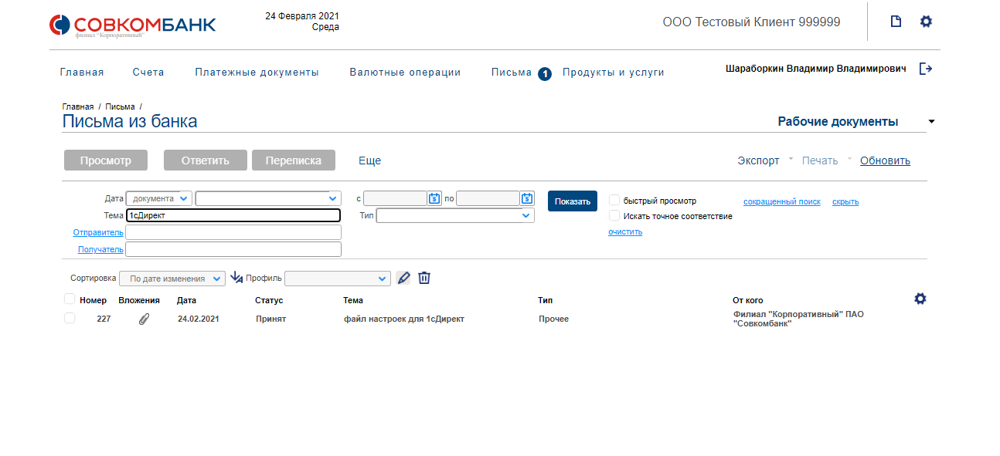 СОВКОМБАНК
филиал "Корпоративный"
24 Февраля 2021
Среда
ООО Тестовый Клиент 999999
Главная Счета Платежные документы Валютные операции Письма 1 Продукты и услуги
Шараборкин Владимир Владимирович
Главная / Письма /
Письма из банка
Рабочие документы
Просмотр Ответить Переписка Еще
Экспорт Печать Обновить
Дата документа с 5 по 5 Показать быстрый просмотр сокращенный поиск скрыть
Тема 1сДирект Тип Искать точное соответствие
Отправитель очистить
Получатель
Сортировка По дате изменения Профиль
Номер Вложения Дата Статус Тема Тип От кого
227 24.02.2021 Принят файл настроек для 1сДирект Прочее Филиал "Корпоративный" ПАО
"Совкомбанк"